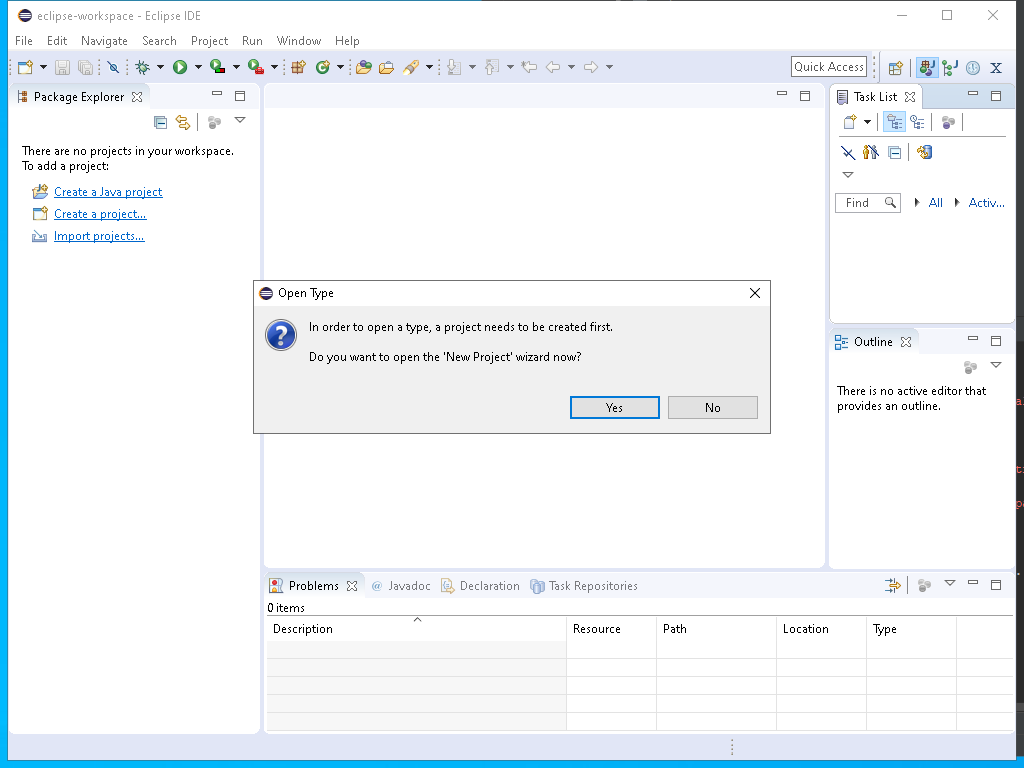 eclipse-workspace - Eclipse IDE
File Edit Navigate Search Project Run Window Help
Quick Access
Package Explorer
Task List
There are no projects in your workspace.
To add a project:
Create a Java project
Create a project...
Import projects...
Find All Activ...
Open Type
In order to open a type, a project needs to be created first.
Do you want to open the 'New Project' wizard now?
Yes No
Outline
There is no active editor that
provides an outline.
Problems @ Javadoc Declaration Task Repositories
0 items
Description Resource Path Location Type